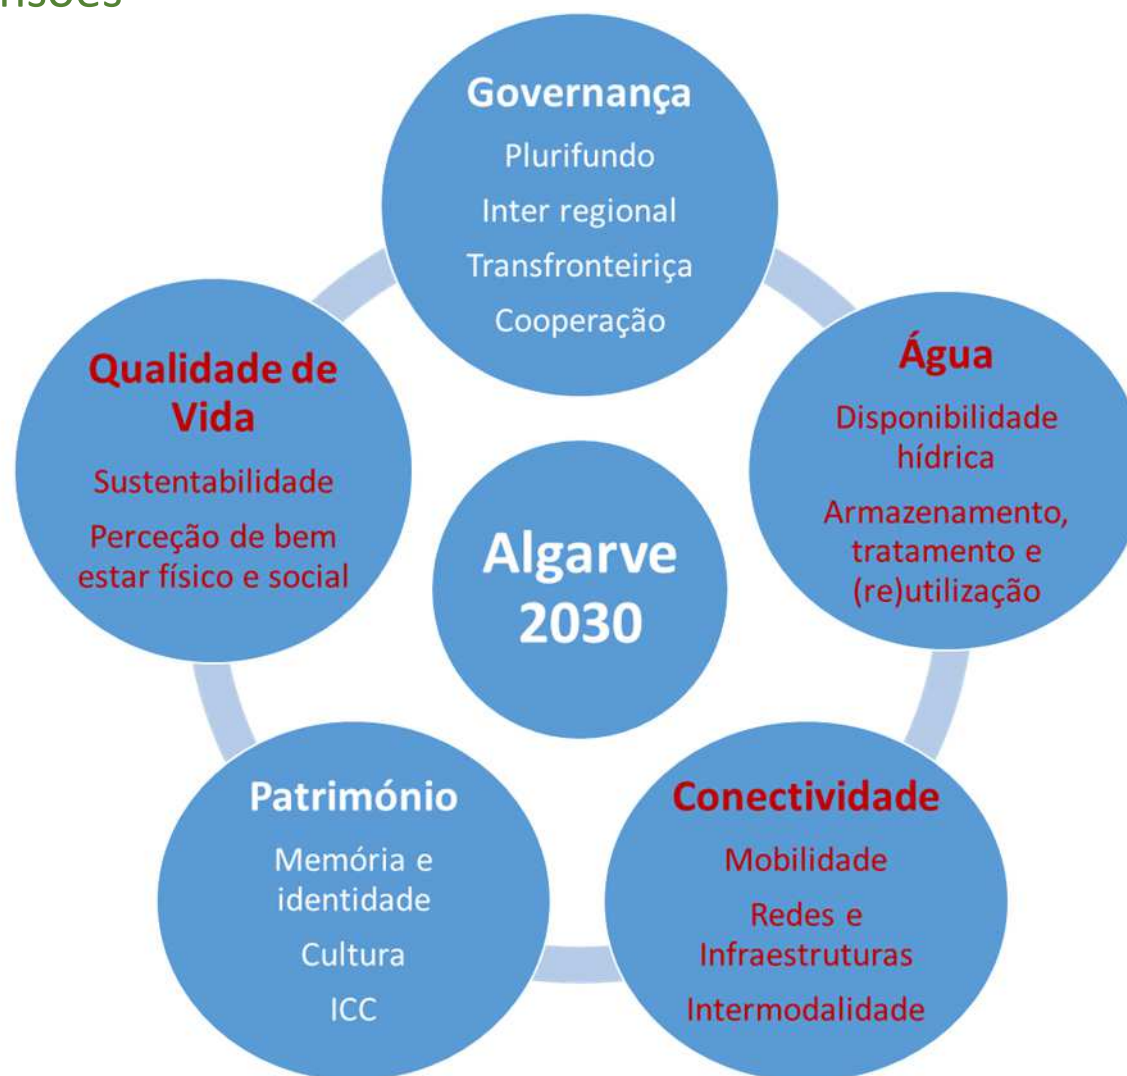 Governança
Plurifundo
Inter regional
Transfronteiriça
Cooperação
Água
Disponibilidade
hídrica
Armazenamento,
tratamento e
(re)utilização
Conectividade
Mobilidade
Redes e
Infraestruturas
Intermodalidade
Património
Memória e
identidade
Cultura
ICC
Qualidade de
Vida
Sustentabilidade
Perceção de bem
estar físico e social
Algarve
2030